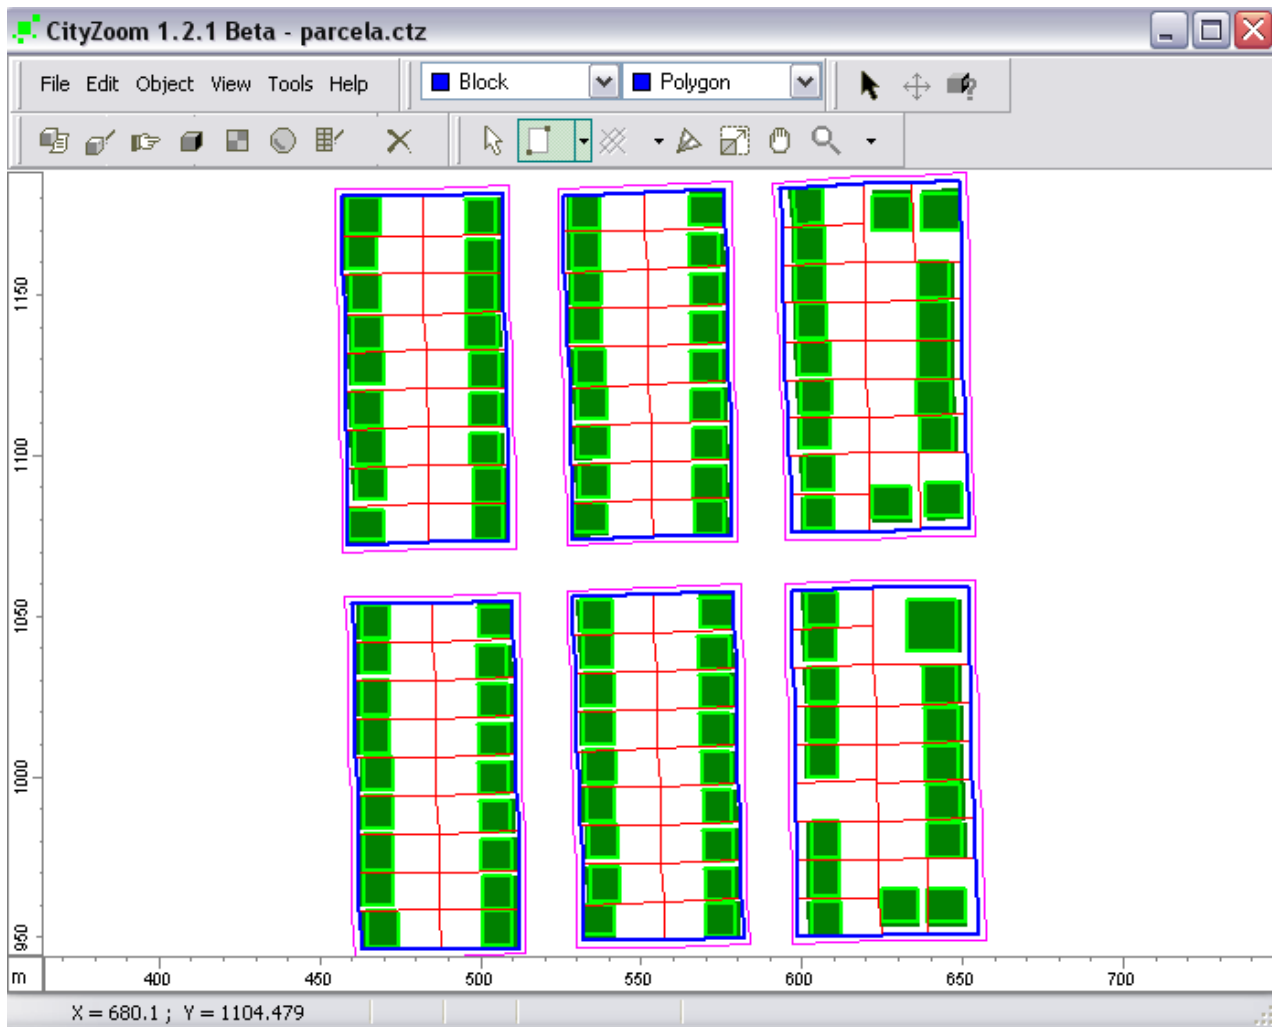 CityZoom 1.2.1 Beta - parcela.ctz
File Edit Object View Tools Help Block Polygon
1150
1100
1050
1000
950
m 400 450 500 550 600 650 700
X = 680.1 ; Y = 1104.479